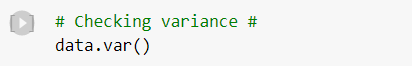 # Checking variance #
data.var()